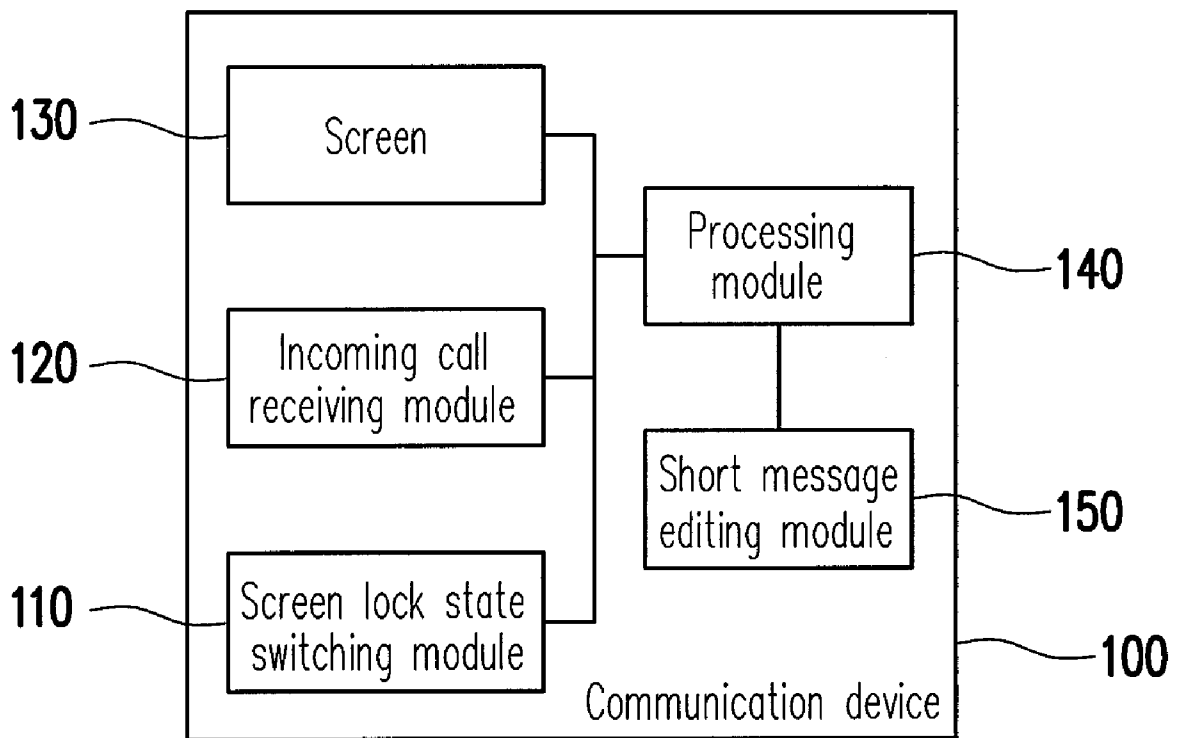 130
Screen
Processing
module
140
120
Incoming call
receiving module
Short message
editing module
150
110
Screen lock state
switching module
100
Communication device